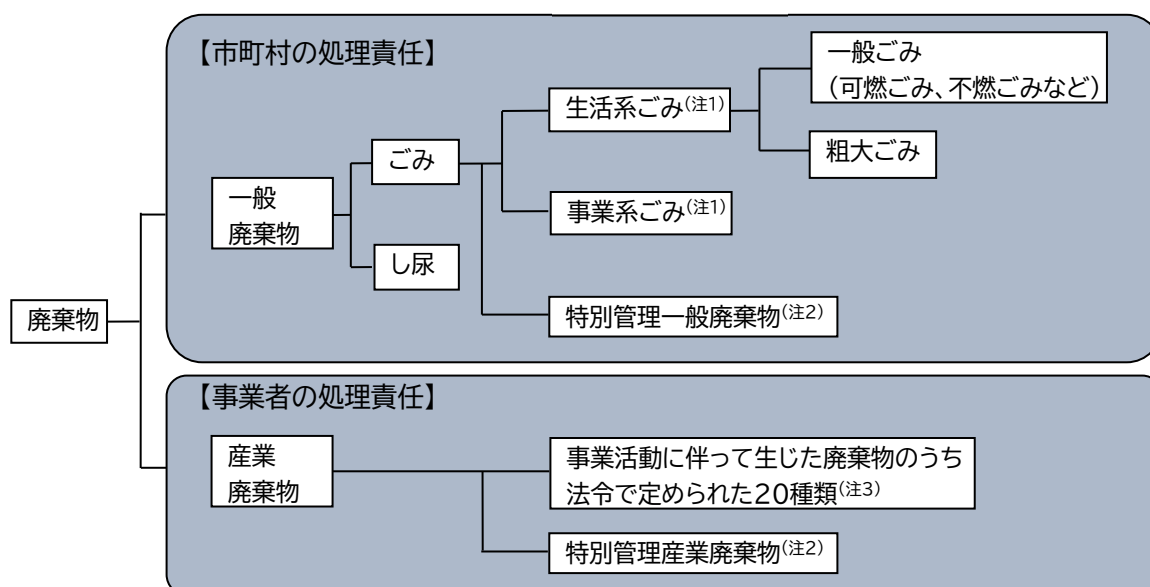 【市町村の処理責任】
一般ごみ
(可燃ごみ、不燃ごみなど)
生活系ごみ(注1)
ごみ
粗大ごみ
一般
廃棄物
事業系ごみ(注1)
し尿
特別管理一般廃棄物(注2)
廃棄物
【事業者の処理責任】
産業
廃棄物
事業活動に伴って生じた廃棄物のうち
法令で定められた20種類(注3)
特別管理産業廃棄物(注2)